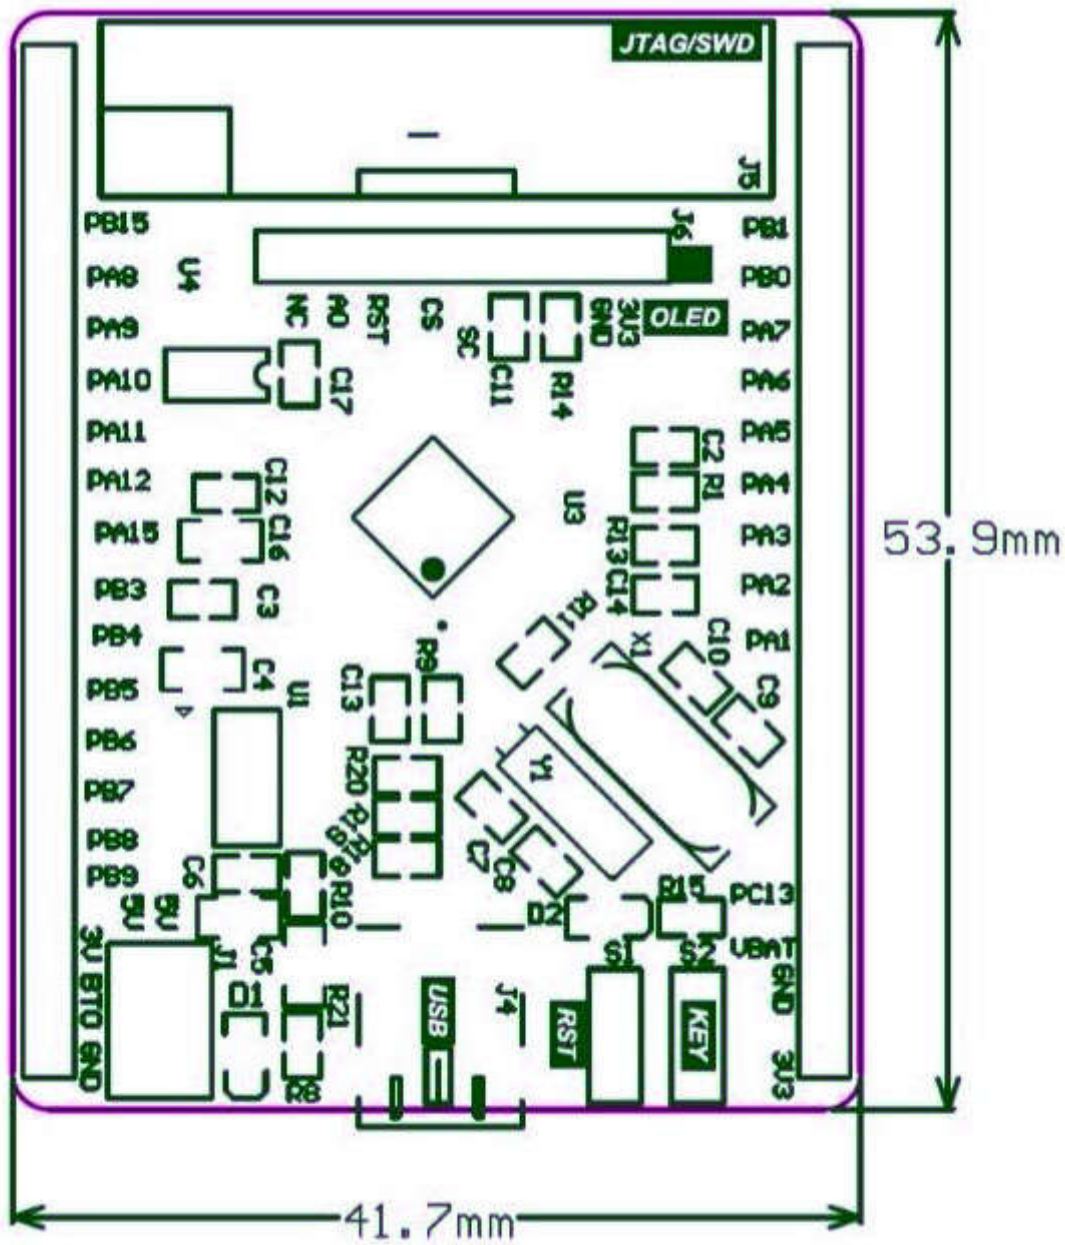 JTAG/SWD
J5
PB15
J6
PB1
PA8
U4
PB0
NC
A0
RST
CS
SC
GND
3V3
OLED
PA9
PA7
PA10
C17
C11
R14
PA6
PA11
C2
PA5
PA12
C12
R1
PA4
U3
PA15
C16
R13
PA3
53.9mm
PB3
C3
C14
PA2
PB4
R11
X1
C10
PA1
R9
PB5
C4
U1
C13
C9
PB6
R20
Y1
PB7
R19
PB8
C7
C8
PB9
C6
R10
R15
PC13
5V
5V
D2
3V
J1
C5
S1
S2
VBAT
BT0
D1
R21
USB
J4
RST
KEY
GND
GND
R8
3V3
41.7mm